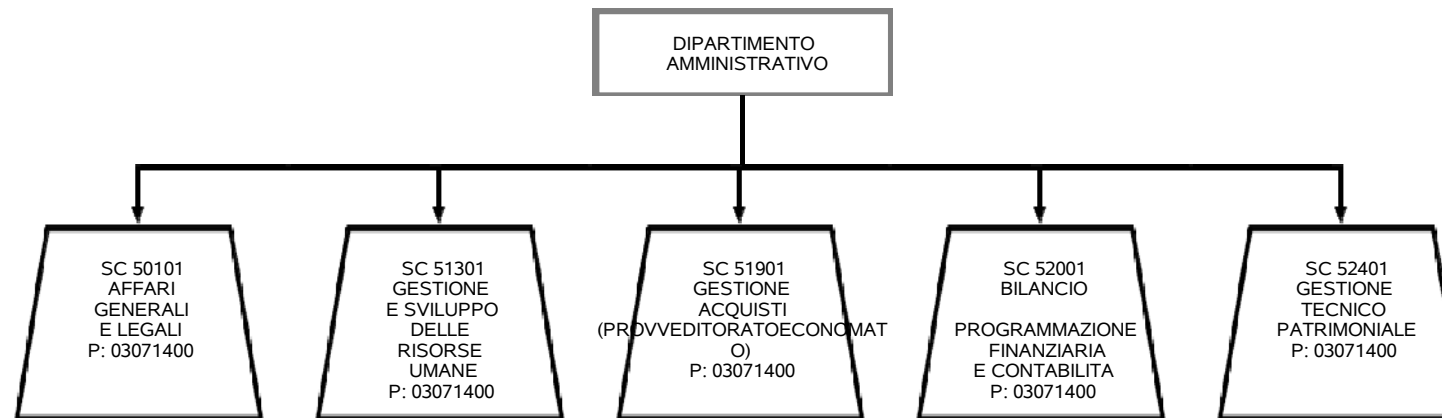 DIPARTIMENTO
AMMINISTRATIVO
SC 50101
AFFARI
GENERALI
E LEGALI
P: 03071400
SC 51301
GESTIONE
E SVILUPPO
DELLE
RISORSE
UMANE
P: 03071400
SC 51901
GESTIONE
ACQUISTI
(PROVVEDITORATOECONOMAT
O)
P: 03071400
SC 52001
BILANCIO
PROGRAMMAZIONE
FINANZIARIA
E CONTABILITA
P: 03071400
SC 52401
GESTIONE
TECNICO
PATRIMONIALE
P: 03071400